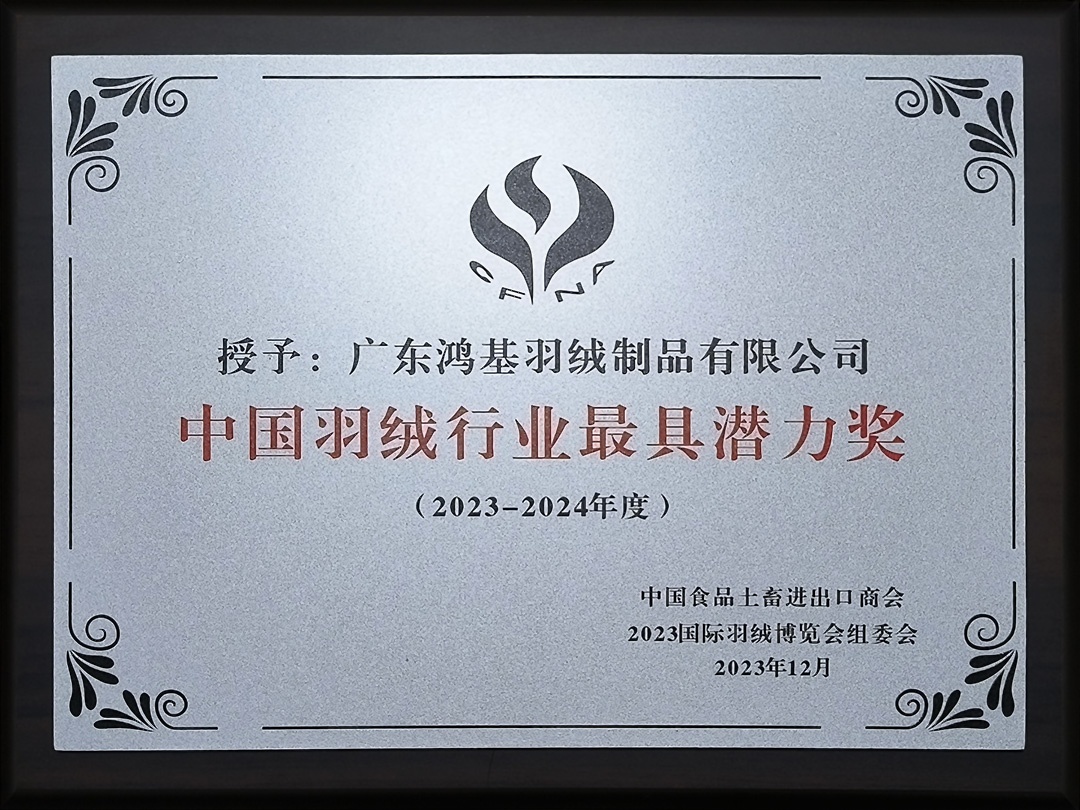 CFNA
授予：广东鸿基羽绒制品有限公司
中国羽绒行业最具潜力奖
（2023-2024年度）
中国食品土畜进出口商会
2023国际羽绒博览会组委会
2023年12月